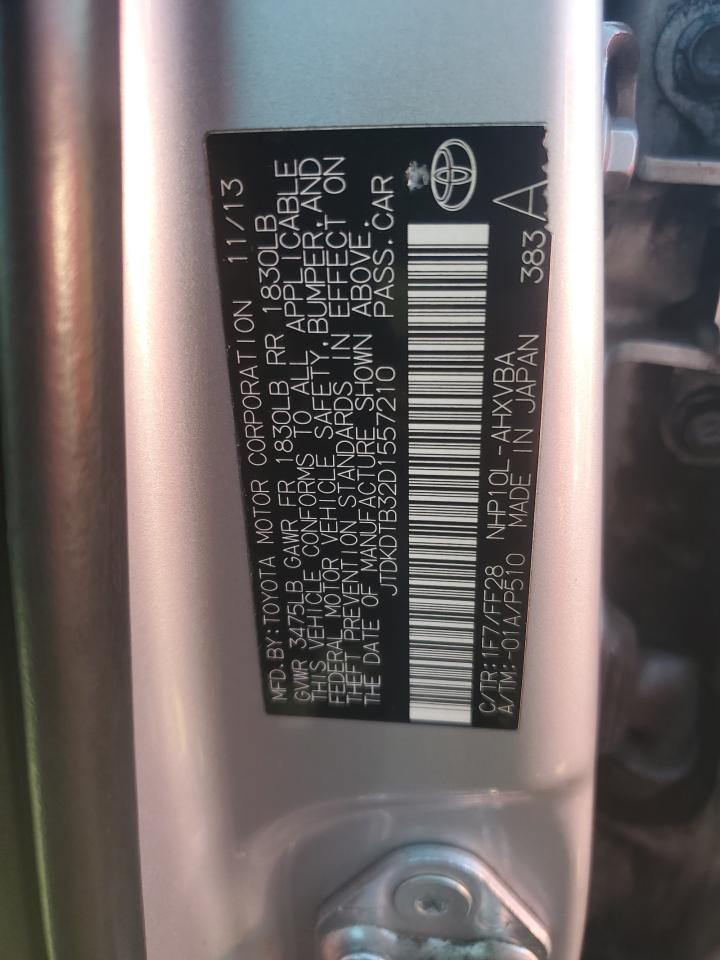 MFD. BY: TOYOTA MOTOR CORPORATION 11/13
GVWR 3475LB GAWR FR 1830LB RR 1830LB
THIS VEHICLE CONFORMS TO ALL APPLICABLE
FEDERAL MOTOR VEHICLE SAFETY, BUMPER, AND
THEFT PREVENTION STANDARDS IN EFFECT ON
THE DATE OF MANUFACTURE SHOWN ABOVE.
JTDKDTB32D1557210 PASS. CAR
C/TR: 1F7/FF28 NHP10L-AHXVBA
A/TM: -01A/P510 MADE IN JAPAN 383 A